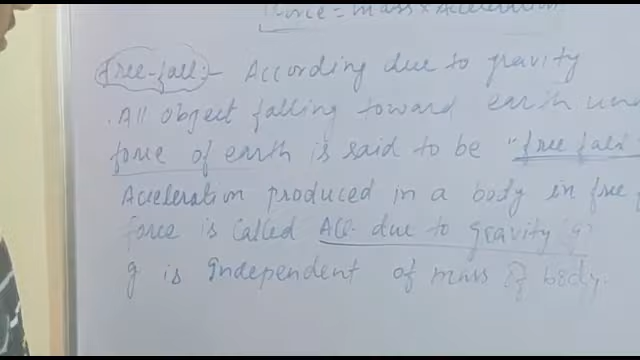 Force = mass × Acceleration
free-fall:- According due to gravity
.All object falling toward earth und
force of earth is said to be "free fall"
Acceleration produced in a body in free f
force is called Acc. due to gravity 'g'
g is independent of mass of body.